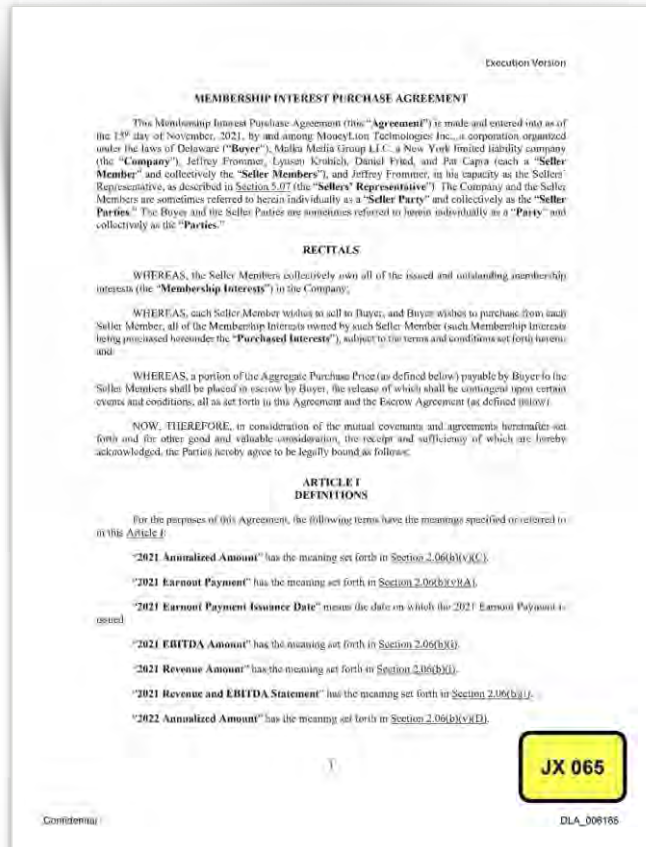 Execution Version
MEMBERSHIP INTEREST PURCHASE AGREEMENT
This Membership Interest Purchase Agreement (this “Agreement”) is made and entered into as of
the 15th day of November, 2021, by and among MoneyLion Technologies Inc., a corporation organized
under the laws of Delaware (“Buyer”), Malka Media Group LLC, a New York limited liability company
(the “Company”), Jeffrey Frommer, Lyusen Krubich, Daniel Fried, and Pat Capra (each a “Seller
Member” and collectively the “Seller Members”), and Jeffrey Frommer, in his capacity as the Sellers’
Representative, as described in Section 5.07 (the “Sellers’ Representative”). The Company and the Seller
Members are sometimes referred to herein individually as a “Seller Party” and collectively as the “Seller
Parties.” The Buyer and the Seller Parties are sometimes referred to herein individually as a “Party” and
collectively as the “Parties.”
RECITALS
WHEREAS, the Seller Members collectively own all of the issued and outstanding membership
interests (the “Membership Interests”) in the Company;
WHEREAS, each Seller Member wishes to sell to Buyer, and Buyer wishes to purchase from each
Seller Member, all of the Membership Interests owned by such Seller Member (such Membership Interests
being purchased hereunder the “Purchased Interests”), subject to the terms and conditions set forth herein;
and
WHEREAS, a portion of the Aggregate Purchase Price (as defined below) payable by Buyer to the
Seller Members shall be placed in escrow by Buyer, the release of which shall be contingent upon certain
events and conditions, all as set forth in this Agreement and the Escrow Agreement (as defined below).
NOW, THEREFORE, in consideration of the mutual covenants and agreements hereinafter set
forth and for other good and valuable consideration, the receipt and sufficiency of which are hereby
acknowledged, the Parties hereby agree to be legally bound as follows:
ARTICLE I
DEFINITIONS
For the purposes of this Agreement, the following terms have the meanings specified or referred to
in this Article I:
“2021 Annualized Amount” has the meaning set forth in Section 2.06(b)(v)(C).
“2021 Earnout Payment” has the meaning set forth in Section 2.06(b)(v)(A).
“2021 Earnout Payment Issuance Date” means the date on which the 2021 Earnout Payment is
issued.
“2021 EBITDA Amount” has the meaning set forth in Section 2.06(b)(i).
“2021 Revenue Amount” has the meaning set forth in Section 2.06(b)(i).
“2021 Revenue and EBITDA Statement” has the meaning set forth in Section 2.06(b)(i).
“2022 Annualized Amount” has the meaning set forth in Section 2.06(b)(v)(D).
1
JX 065
Confidential
DLA_006165